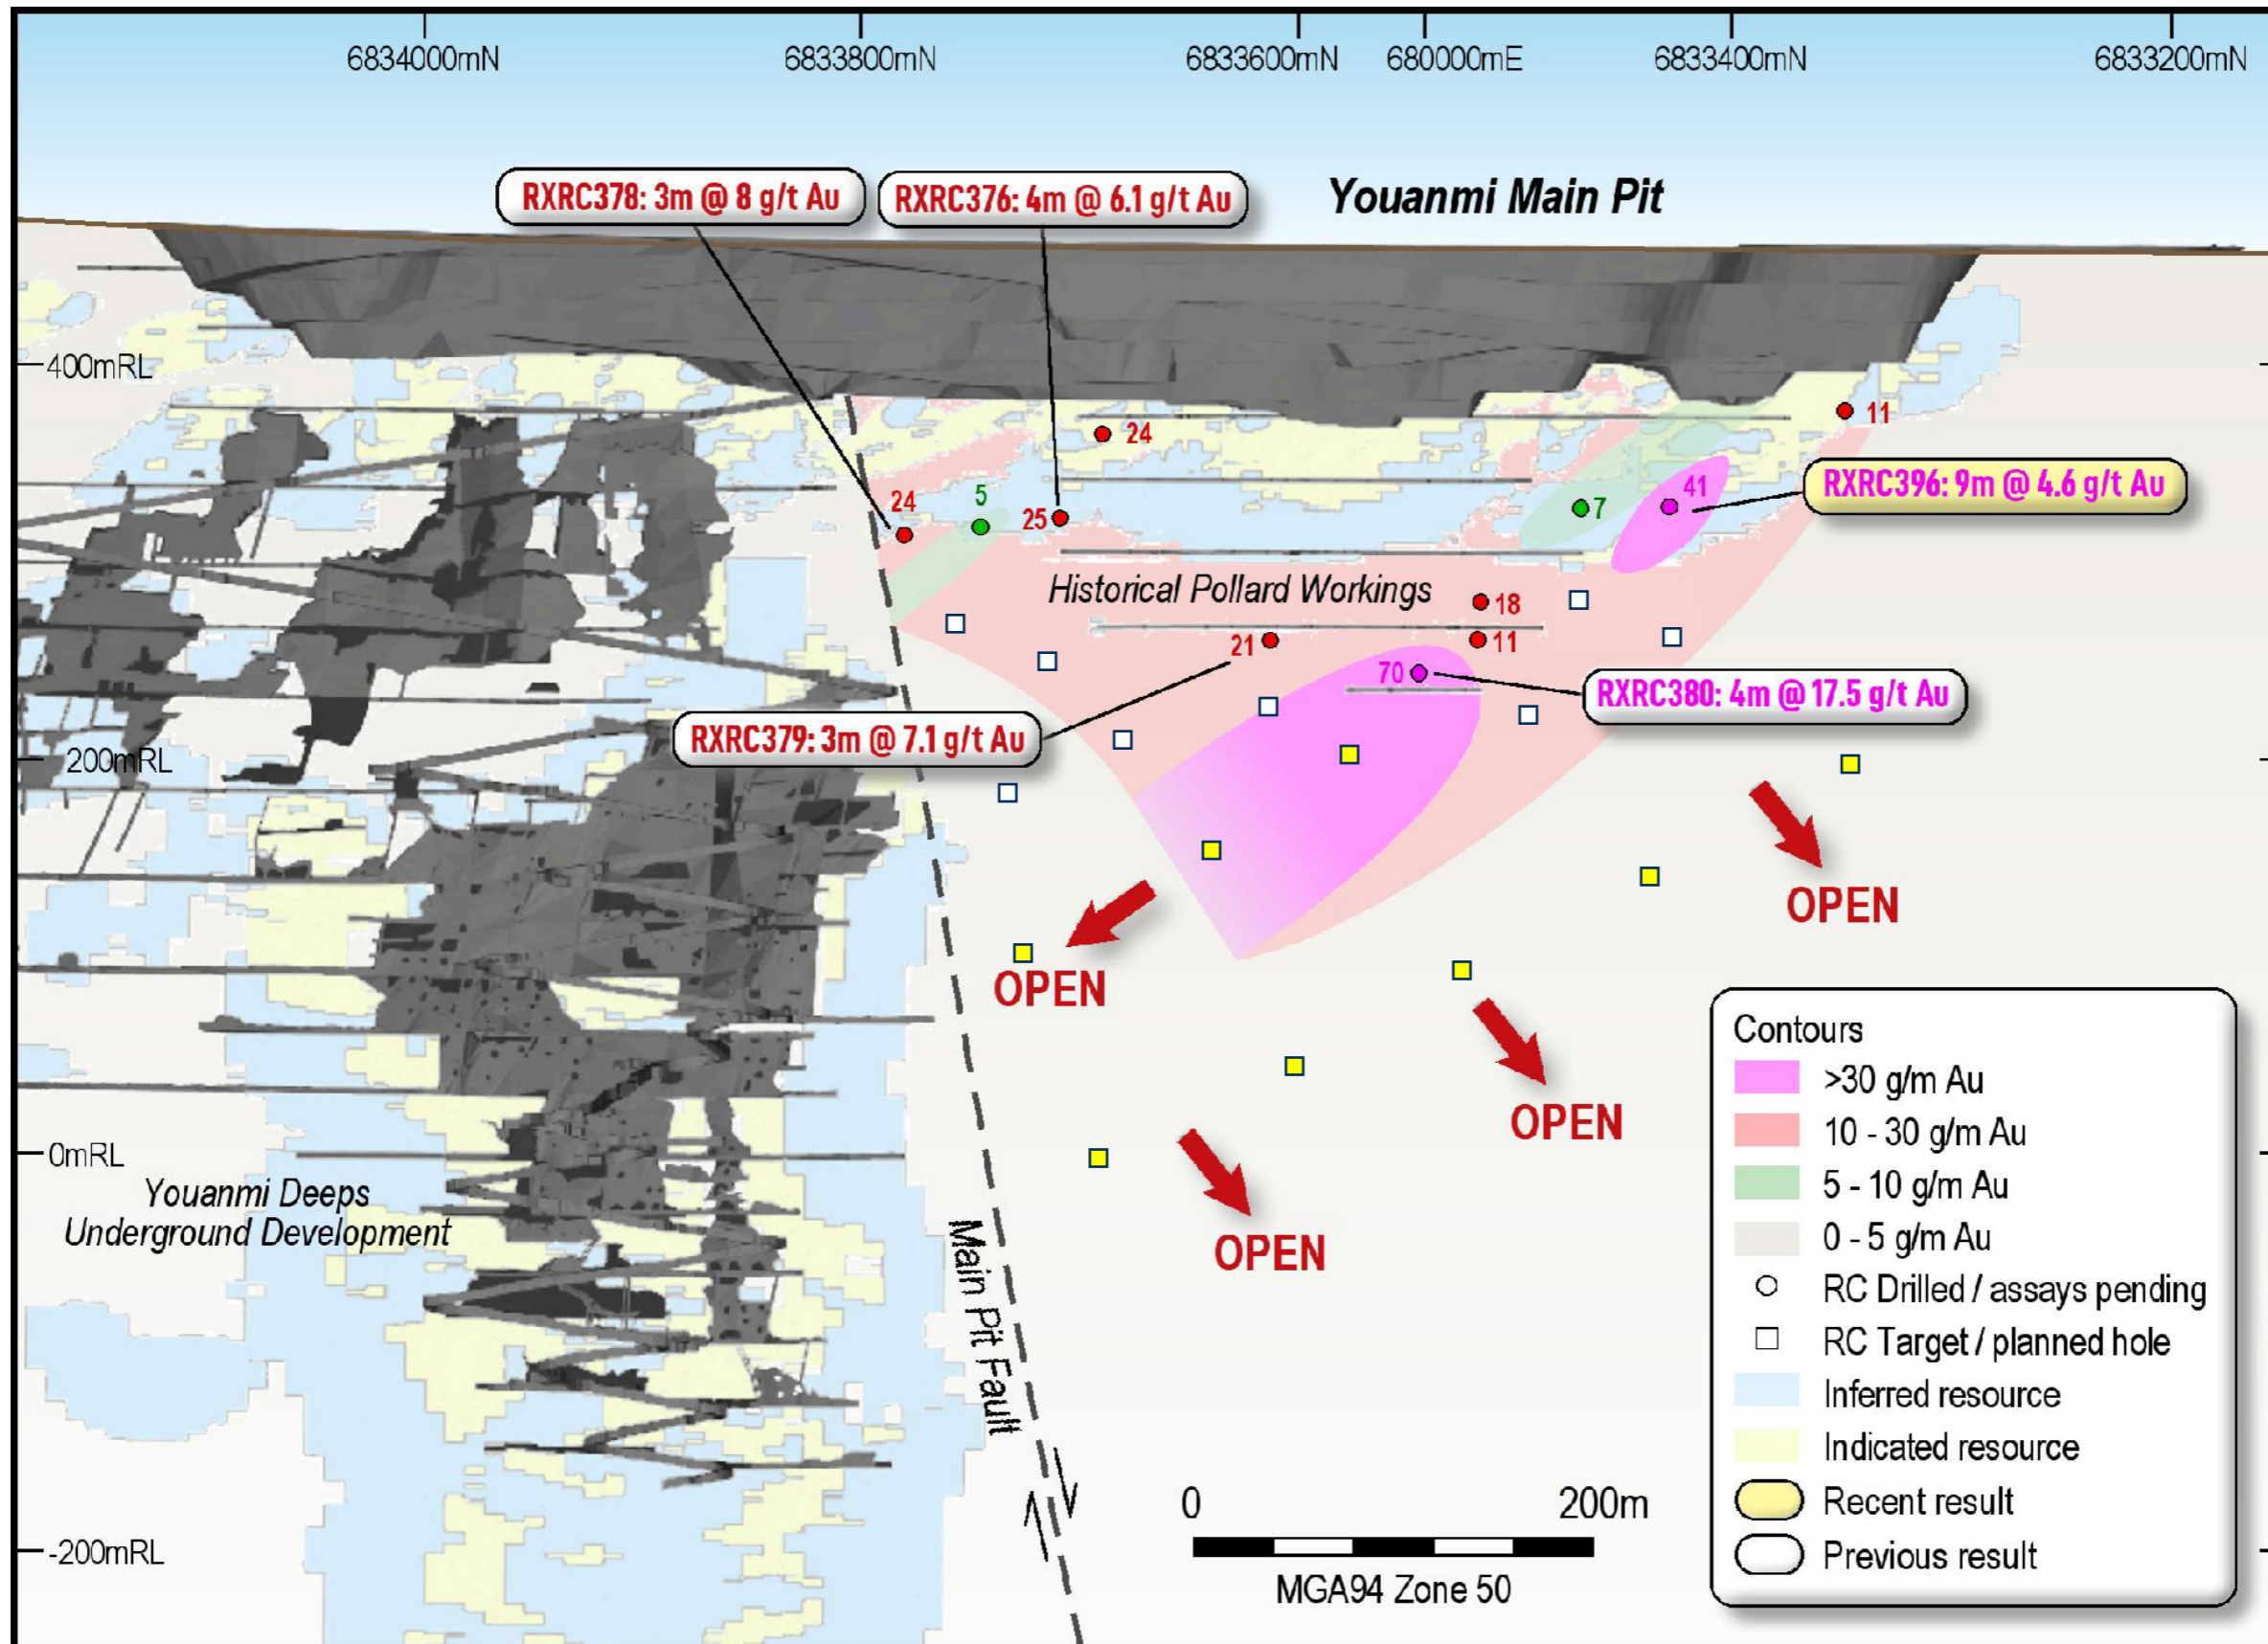 6834000mN
6833800mN
6833600mN
680000mE
6833400mN
6833200mN
RXRC378: 3m @ 8 g/t Au
RXRC376: 4m @ 6.1 g/t Au
Youanmi Main Pit
400mRL
24
11
RXRC396: 9m @ 4.6 g/t Au
24
5
25
7
41
Historical Pollard Workings
18
21
11
70
RXRC380: 4m @ 17.5 g/t Au
RXRC379: 3m @ 7.1 g/t Au
200mRL
OPEN
OPEN
OPEN
OPEN
0mRL
Youanmi Deeps
Underground Development
Main Pit Fault
-200mRL
0
200m
MGA94 Zone 50
Contours
>30 g/m Au
10 - 30 g/m Au
5 - 10 g/m Au
0 - 5 g/m Au
RC Drilled / assays pending
RC Target / planned hole
Inferred resource
Indicated resource
Recent result
Previous result